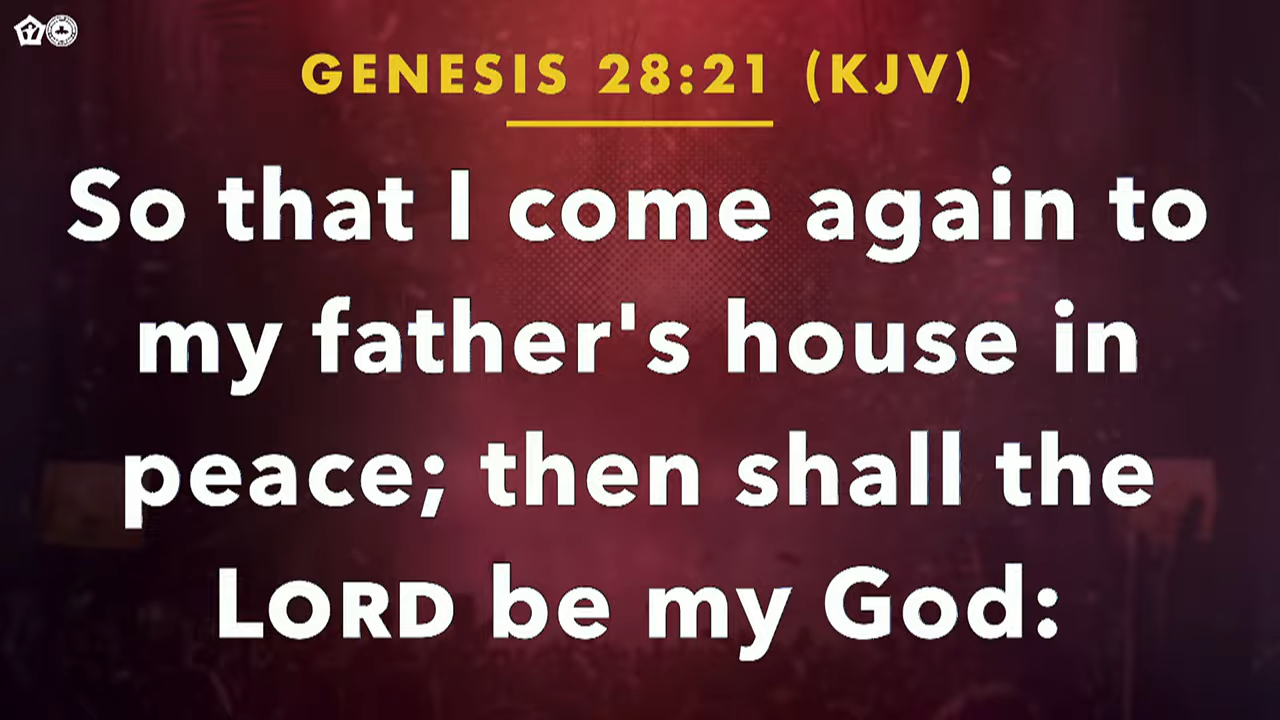 GENESIS 28:21 (KJV)
So that I come again to
my father's house in
peace; then shall the
LORD be my God: